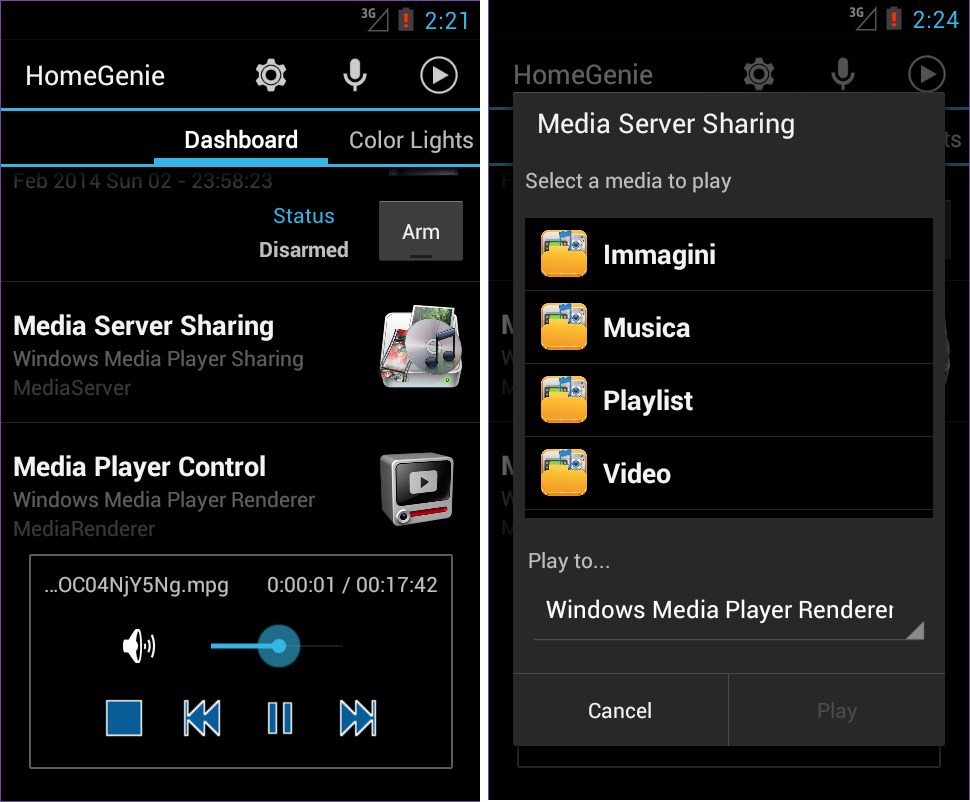 3G 2:21
HomeGenie
Dashboard Color Lights
Feb 2014 Sun 02 - 23:58:23
Status
Disarmed
Arm
Media Server Sharing
Windows Media Player Sharing
MediaServer
Media Player Control
Windows Media Player Renderer
MediaRenderer
...OC04NjY5Ng.mpg 0:00:01 / 00:17:42
3G 2:24
HomeGenie
ts
Media Server Sharing
Select a media to play
Immagini
Musica
Playlist
Video
Play to...
Windows Media Player Renderer
Cancel Play